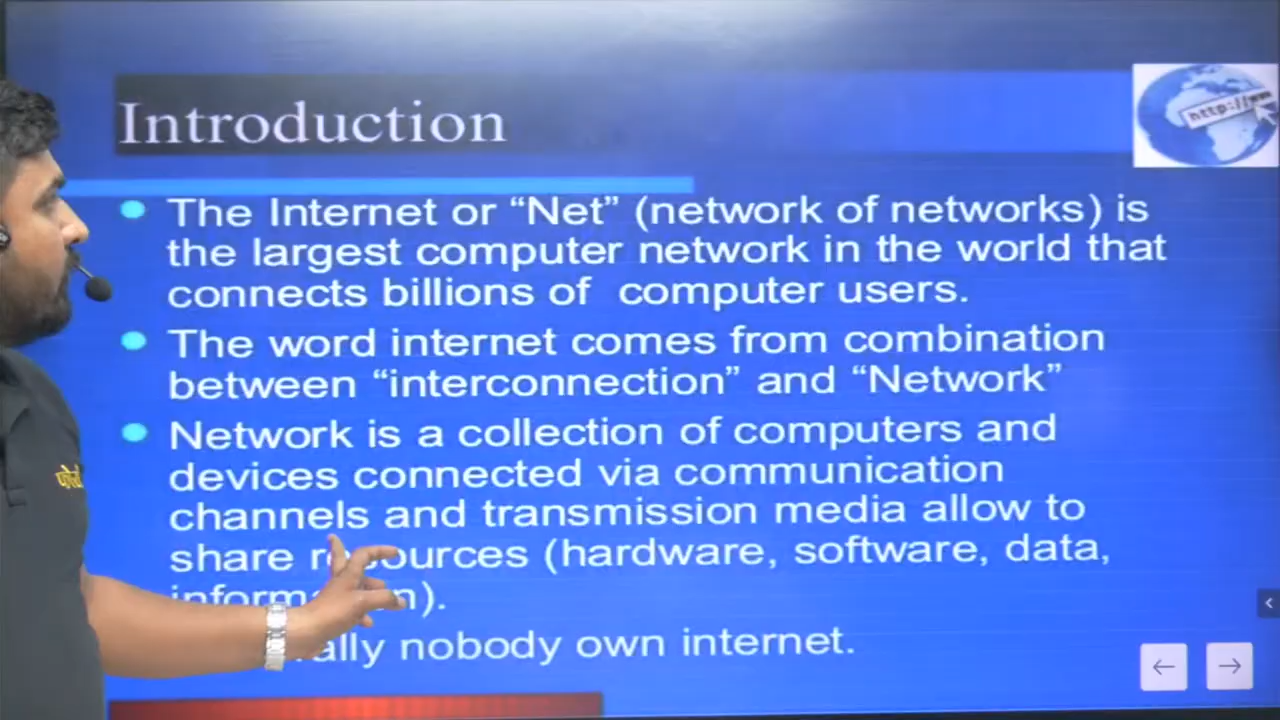 Introduction
http://ww
The Internet or “Net” (network of networks) is
the largest computer network in the world that
connects billions of computer users.
The word internet comes from combination
between “interconnection” and “Network”
Network is a collection of computers and
devices connected via communication
channels and transmission media allow to
share resources (hardware, software, data,
information).
nobody own internet.